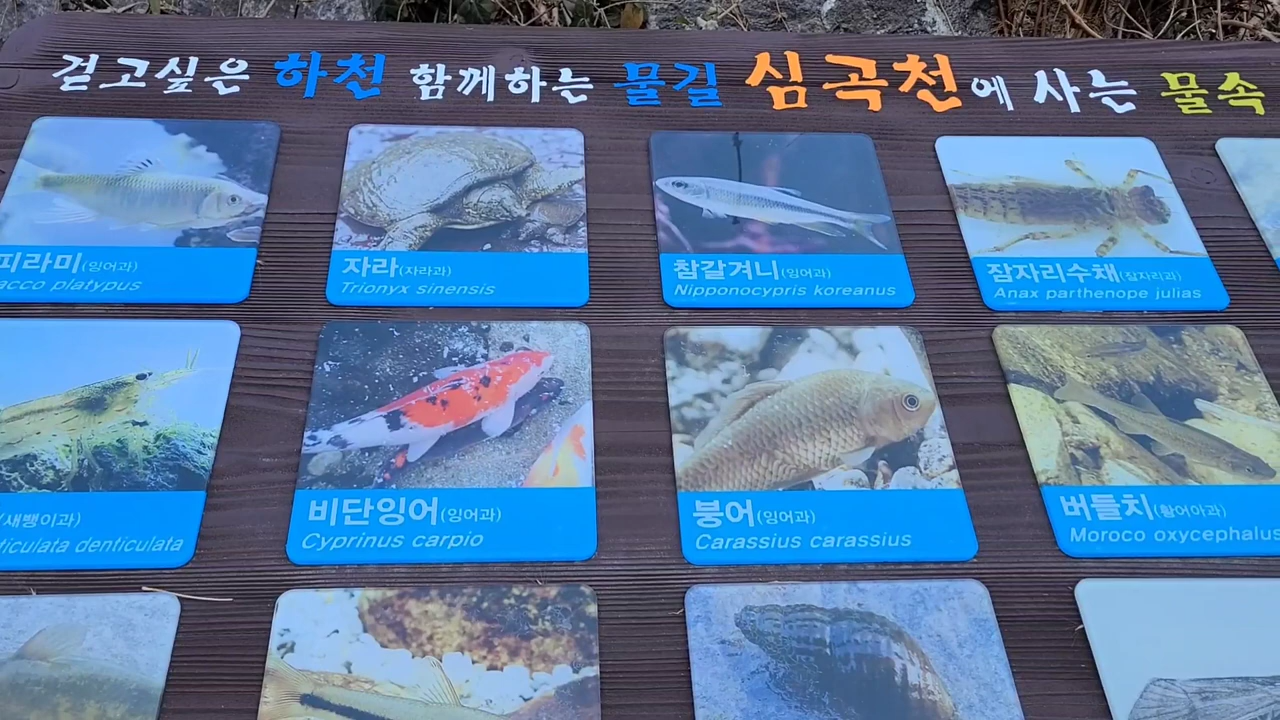 걷고싶은 하천 함께하는 물길 심곡천에 사는 물속
피라미(잉어과)
acco platypus
자라(자라과)
Trionyx sinensis
참갈겨니(잉어과)
Nipponocypris koreanus
잠자리수채(잠자리과)
Anax parthenope julias
(새뱅이과)
ticulata denticulata
비단잉어(잉어과)
Cyprinus carpio
붕어(잉어과)
Carassius carassius
버들치(황어아과)
Moroco oxycephalus